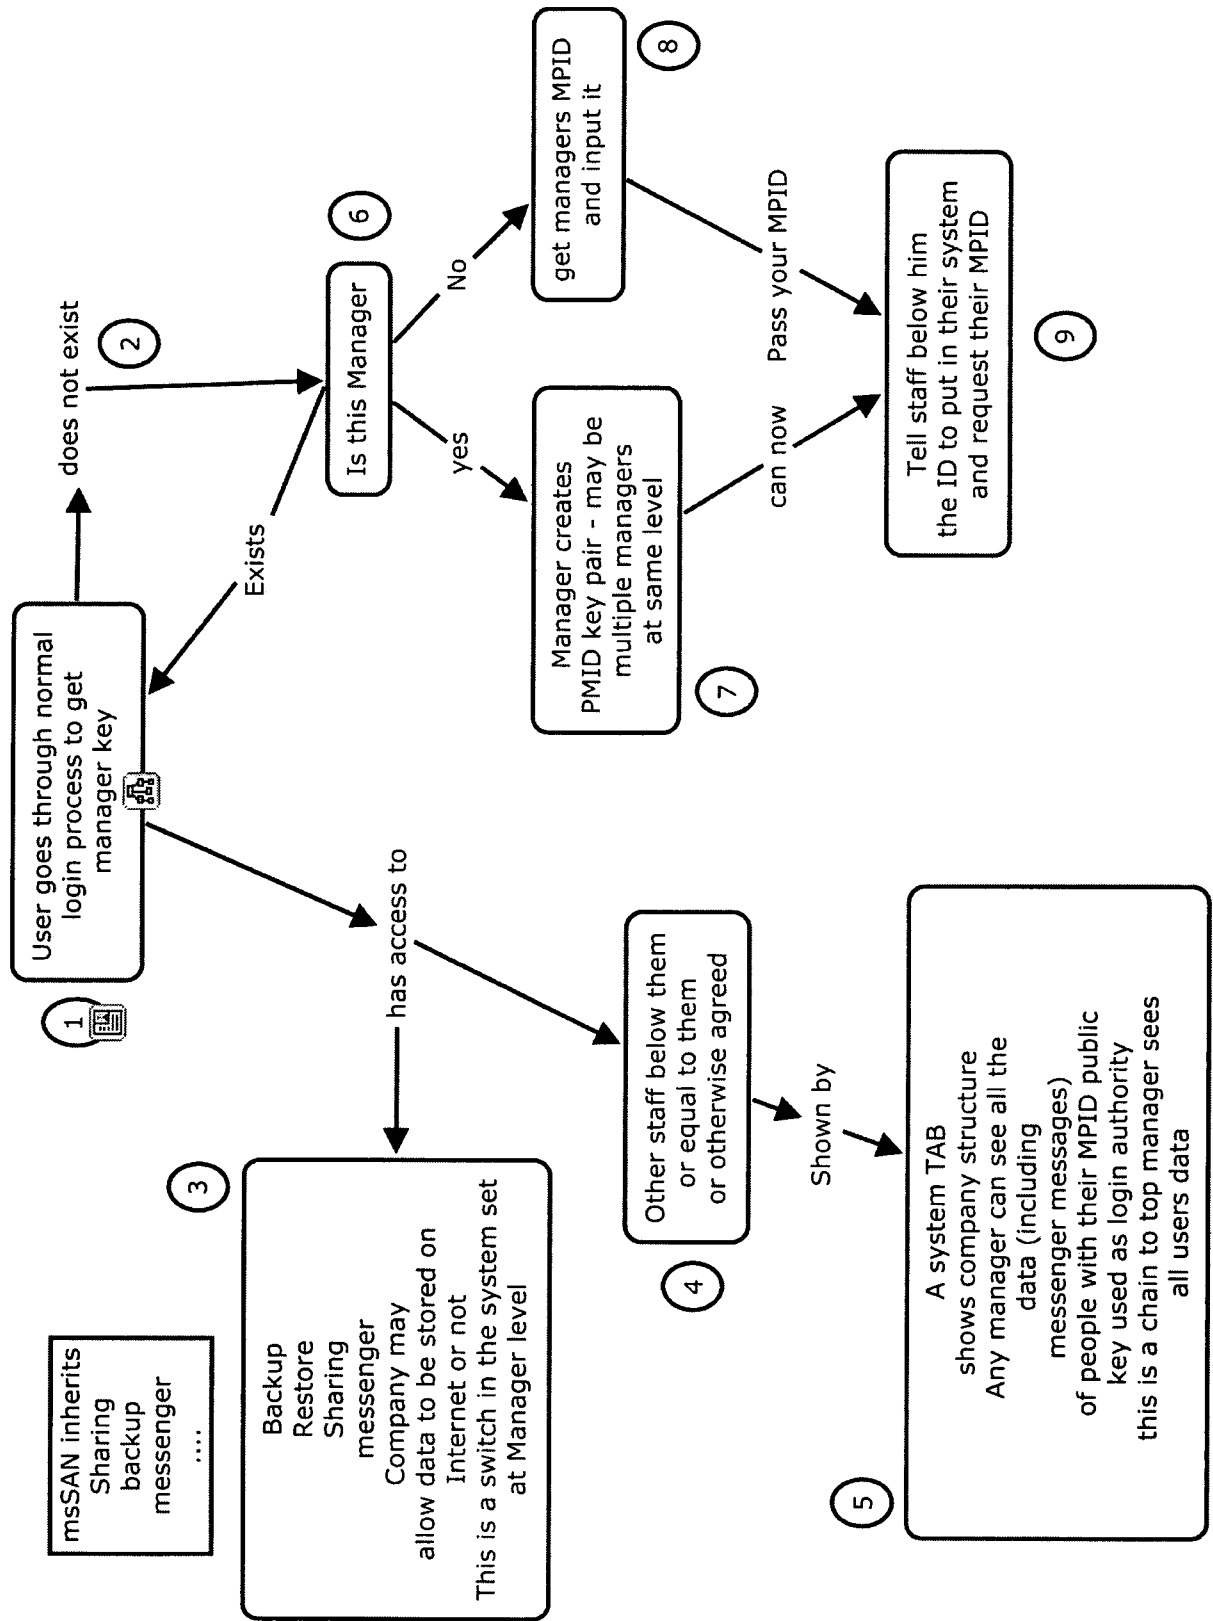 msSAN inherits
Sharing
backup
messenger
....
1
User goes through normal
login process to get
manager key
does not exist
2
Exists
has access to
3
Backup
Restore
Sharing
messenger
Company may
allow data to be stored on
Internet or not
This is a switch in the system set
at Manager level
4
Other staff below them
or equal to them
or otherwise agreed
Shown by
5
A system TAB
shows company structure
Any manager can see all the
data (including
messenger messages)
of people with their MPID public
key used as login authority
this is a chain to top manager sees
all users data
Is this Manager
6
yes
No
7
Manager creates
PMID key pair - may be
multiple managers
at same level
get managers MPID
and input it
8
can now
Pass your MPID
Tell staff below him
the ID to put in their system
and request their MPID
9